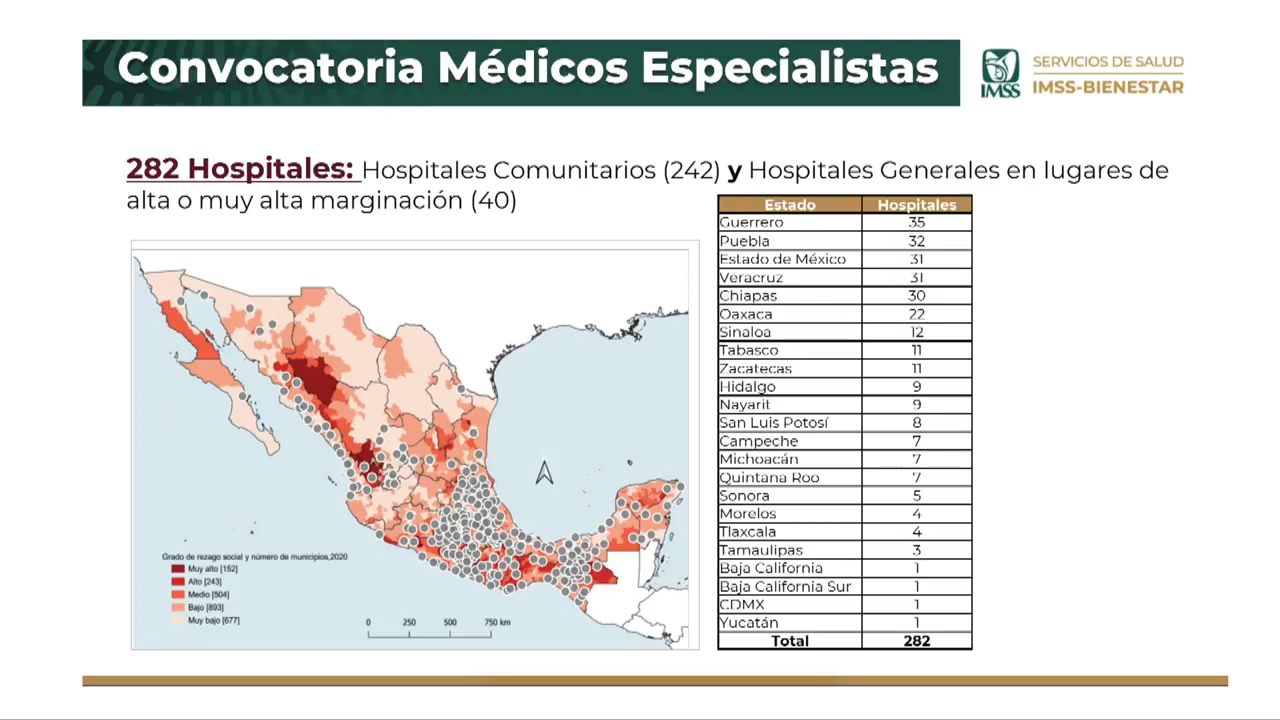 Convocatoria Médicos Especialistas
IMSS
SERVICIOS DE SALUD
IMSS-BIENESTAR
282 Hospitales: Hospitales Comunitarios (242) y Hospitales Generales en lugares de
alta o muy alta marginación (40)
Estado Hospitales
Guerrero 35
Puebla 32
Estado de México 31
Veracruz 31
Chiapas 30
Oaxaca 22
Sinaloa 12
Tabasco 11
Zacatecas 11
Hidalgo 9
Nayarit 9
San Luis Potosí 8
Campeche 7
Michoacán 7
Quintana Roo 7
Sonora 5
Morelos 4
Tlaxcala 4
Tamaulipas 3
Baja California 1
Baja California Sur 1
CDMX 1
Yucatán 1
Total 282
Grado de rezago social y número de municipios,2020
Muy alto [152]
Alto [243]
Medio [504]
Bajo [893]
Muy bajo [677]
0 250 500 750 km